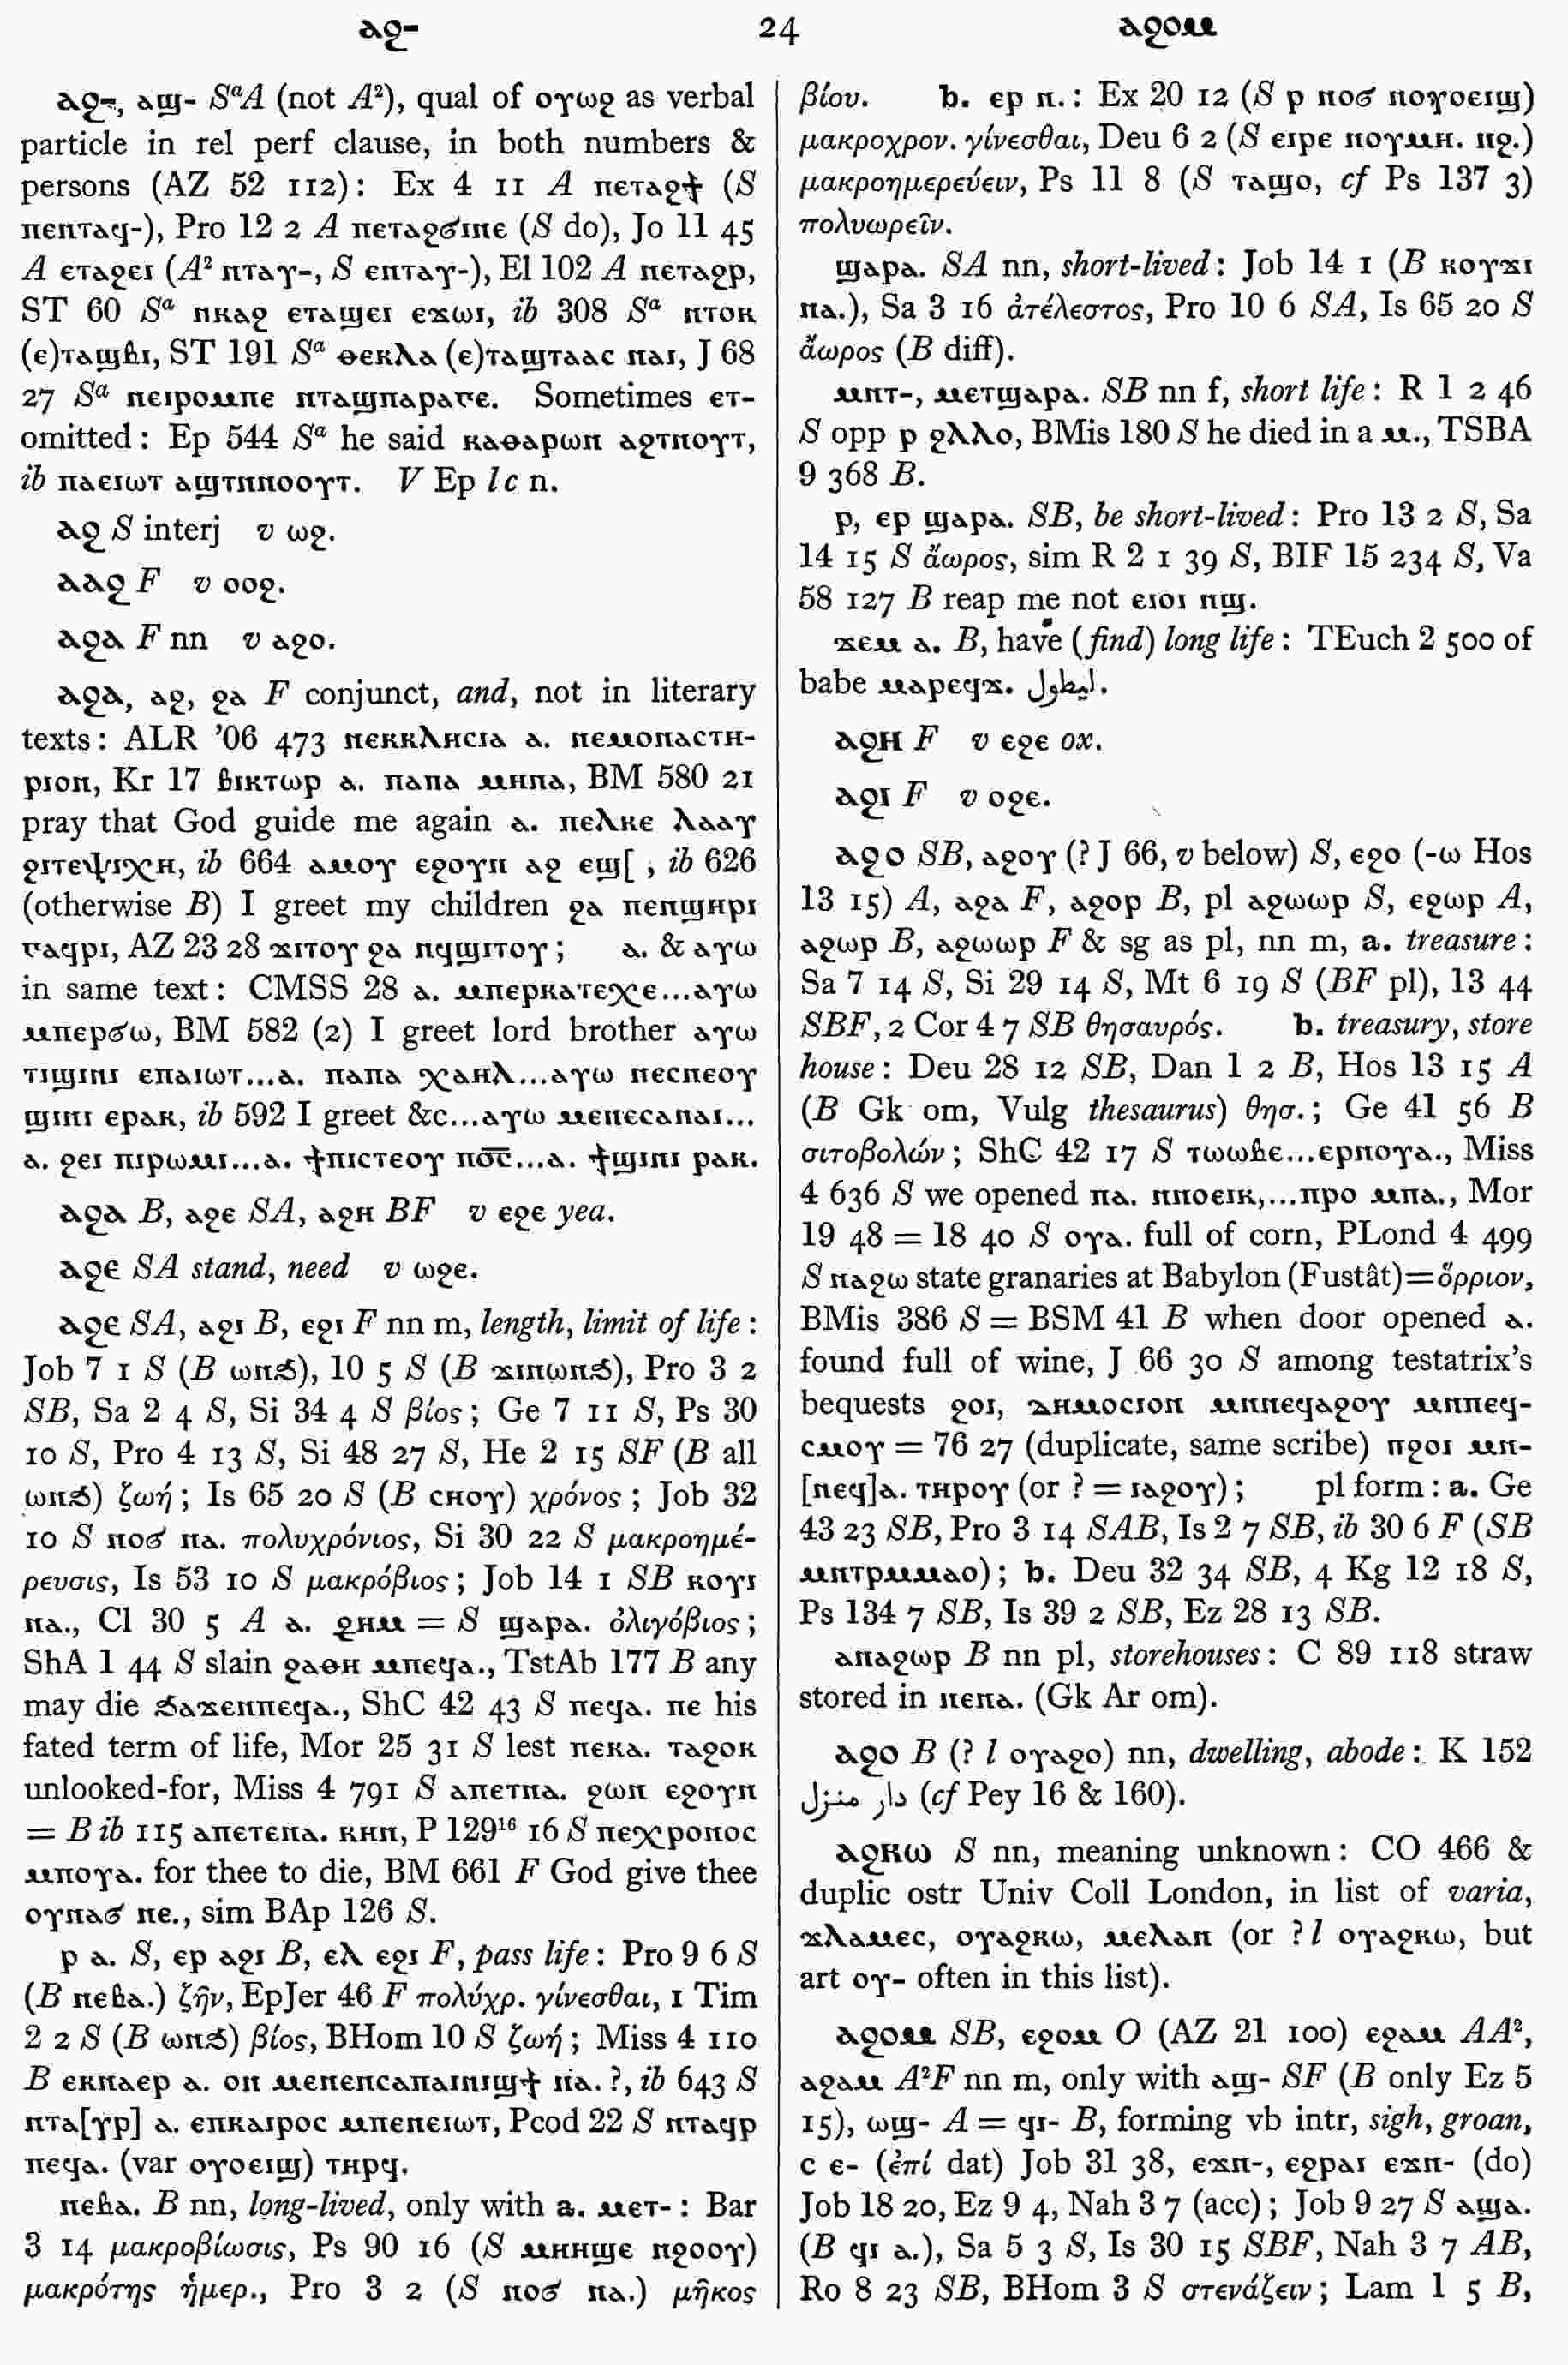 ⲁϩ-
24
ⲁϩⲟⲙ
ⲁϩ-, ⲁϣ- SᵃA (not A²), qual of ⲟⲩⲱϩ as verbal
particle in rel perf clause, in both numbers &
persons (AZ 52 112): Ex 4 11 A ⲡⲉⲧⲁϩϯ (S
ⲡⲉⲛⲧⲁϥ-), Pro 12 2 A ⲡⲉⲧⲁϩϭⲓⲛⲉ (S do), Jo 11 45
A ⲉⲧⲁϩⲉⲓ (A² ⲛⲧⲁⲩ-, S ⲉⲛⲧⲁⲩ-), El 102 A ⲡⲉⲧⲁϩⲣ,
ST 60 Sᵃ ⲡⲕⲁϩ ⲉⲧⲁϣⲉⲓ ⲉϫⲱⲓ, ib 308 Sᵃ ⲛⲧⲟⲕ
(ⲉ)ⲧⲁϣϥⲓ, ST 191 Sᵃ ⲑⲉⲕⲗⲁ (ⲉ)ⲧⲁϣⲧⲁⲁⲥ ⲛⲁⲓ, J 68
27 Sᵃ ⲧⲉⲓⲣⲟⲙⲡⲉ ⲛⲧⲁϣⲡⲁⲣⲁⲅⲉ. Sometimes ⲉⲧ-
omitted: Ep 544 Sᵃ he said ⲕⲁⲑⲁⲣⲱⲛ ⲁϩⲧⲛⲟⲩⲧ,
ib ⲡⲁⲉⲓⲱⲧ ⲁϣⲧⲛⲛⲟⲟⲩⲧ. V Ep l c n.
ⲁϩ S interj v ⲱϩ.
ⲁⲁϩ F v ⲟⲟϩ.
ⲁϩⲁ F nn v ⲁϩⲟ.
ⲁϩⲁ, ⲁϩ, ϩⲁ F conjunct, and, not in literary
texts: ALR ’06 473 ⲧⲉⲕⲕⲗⲏⲥⲓⲁ ⲁ. ⲡⲉⲙⲟⲛⲁⲥⲧⲏ-
ⲣⲓⲟⲛ, Kr 17 ⲃⲓⲕⲧⲱⲣ ⲁ. ⲡⲁⲡⲁ ⲙⲏⲛⲁ, BM 580 21
pray that God guide me again ⲁ. ⲡⲉⲗⲕⲉ ⲗⲁⲁⲩ
ϩⲓⲧⲉⲯⲓⲭⲏ, ib 664 ⲁⲙⲟⲩ ⲉϩⲟⲩⲛ ⲁϩ ⲉϣ[ , ib 626
(otherwise B) I greet my children ϩⲁ ⲡⲉⲛϣⲏⲣⲓ
ⲅⲁϥⲣⲓ, AZ 23 28 ϫⲓⲧⲟⲩ ϩⲁ ⲛϥϣⲓⲧⲟⲩ; ⲁ. & ⲁⲩⲱ
in same text: CMSS 28 ⲁ. ⲙⲡⲉⲣⲕⲁⲧⲉⲭⲉ...ⲁⲩⲱ
ⲙⲡⲉⲣϭⲱ, BM 582 (2) I greet lord brother ⲁⲩⲱ
ⲧⲓϣⲓⲛⲓ ⲉⲡⲁⲓⲱⲧ...ⲁ. ⲡⲁⲡⲁ ⲭⲁⲏⲗ...ⲁⲩⲱ ⲛⲉⲥⲛⲉⲟⲩ
ϣⲓⲛⲓ ⲉⲣⲁⲕ, ib 592 I greet &c...ⲁⲩⲱ ⲙⲉⲛⲉⲥⲁⲛⲁⲓ...
ⲁ. ϩⲉⲓ ⲡⲓⲣⲱⲙⲓ...ⲁ. ϯⲡⲓⲥⲧⲉⲟⲩ ⲡϭ̅ⲥ̅...ⲁ. ϯϣⲓⲛⲓ ⲣⲁⲕ.
ⲁϩⲁ B, ⲁϩⲉ SA, ⲁϩⲏ BF v ⲉϩⲉ yea.
ⲁϩⲉ SA stand, need v ⲱϩⲉ.
ⲁϩⲉ SA, ⲁϩⲓ B, ⲉϩⲓ F nn m, length, limit of life:
Job 7 1 S (B ⲱⲛϧ), 10 5 S (B ϫⲓⲛⲱⲛϧ), Pro 3 2
SB, Sa 2 4 S, Si 34 4 S βίος; Ge 7 11 S, Ps 30
10 S, Pro 4 13 S, Si 48 27 S, He 2 15 SF (B all
ⲱⲛϧ) ζωή; Is 65 20 S (B ⲥⲏⲟⲩ) χρόνος; Job 32
10 S ⲛⲟϭ ⲛⲁ. πολυχρόνιος, Si 30 22 S μακροημέ-
ρευσις, Is 53 10 S μακρόβιος; Job 14 1 SB ⲕⲟⲩⲓ
ⲛⲁ., Cl 30 5 A ⲁ. ϩⲏⲙ = S ϣⲁⲣⲁ. ὀλιγόβιος;
ShA 1 44 S slain ϩⲁⲑⲏ ⲙⲡⲉϥⲁ., TstAb 177 B any
may die ϧⲁϫⲉⲛⲡⲉϥⲁ., ShC 42 43 S ⲡⲉϥⲁ. ⲡⲉ his
fated term of life, Mor 25 31 S lest ⲡⲉⲕⲁ. ⲧⲁϩⲟⲕ
unlooked-for, Miss 4 791 S ⲁⲡⲉⲧⲛⲁ. ϩⲱⲛ ⲉϩⲟⲩⲛ
= B ib 115 ⲁⲡⲉⲧⲉⲛⲁ. ⲕⲏⲛ, P 129¹⁶ 16 S ⲡⲉⲭⲣⲟⲛⲟⲥ
ⲙⲡⲟⲩⲁ. for thee to die, BM 661 F God give thee
ⲟⲩⲛⲁϭ ⲛⲉ., sim BAp 126 S.
ⲣ ⲁ. S, ⲉⲣ ⲁϩⲓ B, ⲉⲗ ⲉϩⲓ F, pass life: Pro 9 6 S
(B ⲛⲉϥⲁ.) ζῆν, EpJer 46 F πολύχρ. γίνεσθαι, 1 Tim
2 2 S (B ⲱⲛϧ) βίος, BHom 10 S ζωή; Miss 4 110
B ⲉⲕⲛⲁⲉⲣ ⲁ. ⲟⲛ ⲙⲉⲛⲉⲛⲥⲁⲡⲁⲓⲛⲓϣϯ ⲛⲁ.?, ib 643 S
ⲛⲧⲁ[ⲩⲣ] ⲁ. ⲉⲡⲕⲁⲓⲣⲟⲥ ⲙⲡⲉⲛⲉⲓⲱⲧ, Pcod 22 S ⲛⲧⲁϥⲣ
ⲡⲉϥⲁ. (var ⲟⲩⲟⲉⲓϣ) ⲧⲏⲣϥ.
ⲛⲉϥⲁ. B nn, long-lived, only with a. ⲙⲉⲧ-: Bar
3 14 μακροβίωσις, Ps 90 16 (S ⲙⲏⲏϣⲉ ⲛϩⲟⲟⲩ)
μακρότης ἡμερ., Pro 3 2 (S ⲛⲟϭ ⲛⲁ.) μῆκος
βίου. b. ⲉⲣ ⲛ.: Ex 20 12 (S ⲣ ⲛⲟϭ ⲛⲟⲩⲟⲉⲓϣ)
μακροχρον. γίνεσθαι, Deu 6 2 (S ⲉⲓⲣⲉ ⲛⲟⲩⲙⲏ. ⲛϩ.)
μακροημερεύειν, Ps 11 8 (S ⲧⲁϣⲟ, cf Ps 137 3)
πολυωρεῖν.
ϣⲁⲣⲁ. SA nn, short-lived: Job 14 1 (B ⲕⲟⲩϫⲓ
ⲛⲁ.), Sa 3 16 ἀτέλεστος, Pro 10 6 SA, Is 65 20 S
ἄωρος (B diff).
ⲙⲛⲧ-, ⲙⲉⲧϣⲁⲣⲁ. SB nn f, short life: R 1 2 46
S opp ⲣ ϩⲗⲗⲟ, BMis 180 S he died in a ⲙ., TSBA
9 368 B.
ⲣ, ⲉⲣ ϣⲁⲣⲁ. SB, be short-lived: Pro 13 2 S, Sa
14 15 S ἄωρος, sim R 2 1 39 S, BIF 15 234 S, Va
58 127 B reap me not ⲉⲓⲟⲓ ⲛϣ.
ϫⲉⲙ ⲁ. B, have (find) long life: TEuch 2 500 of
babe ⲙⲁⲣⲉϥϫ. ليطول.
ⲁϩⲏ F v ⲉϩⲉ ox.
ⲁϩⲓ F v ⲟϩⲉ.
ⲁϩⲟ SB, ⲁϩⲟⲩ (? J 66, v below) S, ⲉϩⲟ (-ⲱ Hos
13 15) A, ⲁϩⲁ F, ⲁϩⲟⲣ B, pl ⲁϩⲱⲱⲣ S, ⲉϩⲱⲣ A,
ⲁϩⲱⲣ B, ⲁϩⲱⲱⲣ F & sg as pl, nn m, a. treasure:
Sa 7 14 S, Si 29 14 S, Mt 6 19 S (BF pl), 13 44
SBF, 2 Cor 4 7 SB θησαυρός. b. treasury, store
house: Deu 28 12 SB, Dan 1 2 B, Hos 13 15 A
(B Gk om, Vulg thesaurus) θησ.; Ge 41 56 B
σιτοβολών; ShC 42 17 S ⲧⲱⲱⲃⲉ...ⲉⲣⲛⲟⲩⲁ., Miss
4 636 S we opened ⲡⲁ. ⲛⲛⲟⲉⲓⲕ,...ⲡⲣⲟ ⲙⲡⲁ., Mor
19 48 = 18 40 S ⲟⲩⲁ. full of corn, PLond 4 499
S ⲡⲁϩⲱ state granaries at Babylon (Fustât)=ὅρριον,
BMis 386 S = BSM 41 B when door opened ⲁ.
found full of wine, J 66 30 S among testatrix’s
bequests ϩⲟⲓ, ⲇⲏⲙⲟⲥⲓⲟⲛ ⲙⲛⲡⲉϥⲁϩⲟⲩ ⲙⲛⲡⲉϥ-
ⲥⲙⲟⲩ = 76 27 (duplicate, same scribe) ⲡϩⲟⲓ ⲙⲛ-
[ⲛⲉϥ]ⲁ. ⲧⲏⲣⲟⲩ (or ? = ⲓⲁϩⲟⲩ); pl form: a. Ge
43 23 SB, Pro 3 14 SAB, Is 2 7 SB, ib 30 6 F (SB
ⲙⲛⲧⲣⲙⲙⲁⲟ); b. Deu 32 34 SB, 4 Kg 12 18 S,
Ps 134 7 SB, Is 39 2 SB, Ez 28 13 SB.
ⲁⲛⲁϩⲱⲣ B nn pl, storehouses: C 89 118 straw
stored in ⲛⲉⲛⲁ. (Gk Ar om).
ⲁϩⲟ B (? l ⲟⲩⲁϩⲟ) nn, dwelling, abode: K 152
دار منزل (cf Pey 16 & 160).
ⲁϩⲕⲱ S nn, meaning unknown: CO 466 &
duplic ostr Univ Coll London, in list of varia,
ⲭⲗⲁⲙⲉⲥ, ⲟⲩⲁϩⲕⲱ, ⲙⲉⲗⲁⲛ (or ? l ⲟⲩⲁϩⲕⲱ, but
art ⲟⲩ- often in this list).
ⲁϩⲟⲙ SB, ⲉϩⲟⲙ O (AZ 21 100) ⲉϩⲁⲙ AA²,
ⲁϩⲁⲙ A²F nn m, only with ⲁϣ- SF (B only Ez 5
15), ⲱϣ- A = ϥⲓ- B, forming vb intr, sigh, groan,
c ⲉ- (ἐπί dat) Job 31 38, ⲉϫⲛ-, ⲉϩⲣⲁⲓ ⲉϫⲛ- (do)
Job 18 20, Ez 9 4, Nah 3 7 (acc); Job 9 27 S ⲁϣⲁ.
(B ϥⲓ ⲁ.), Sa 5 3 S, Is 30 15 SBF, Nah 3 7 AB,
Ro 8 23 SB, BHom 3 S στενάζειν; Lam 1 5 B,